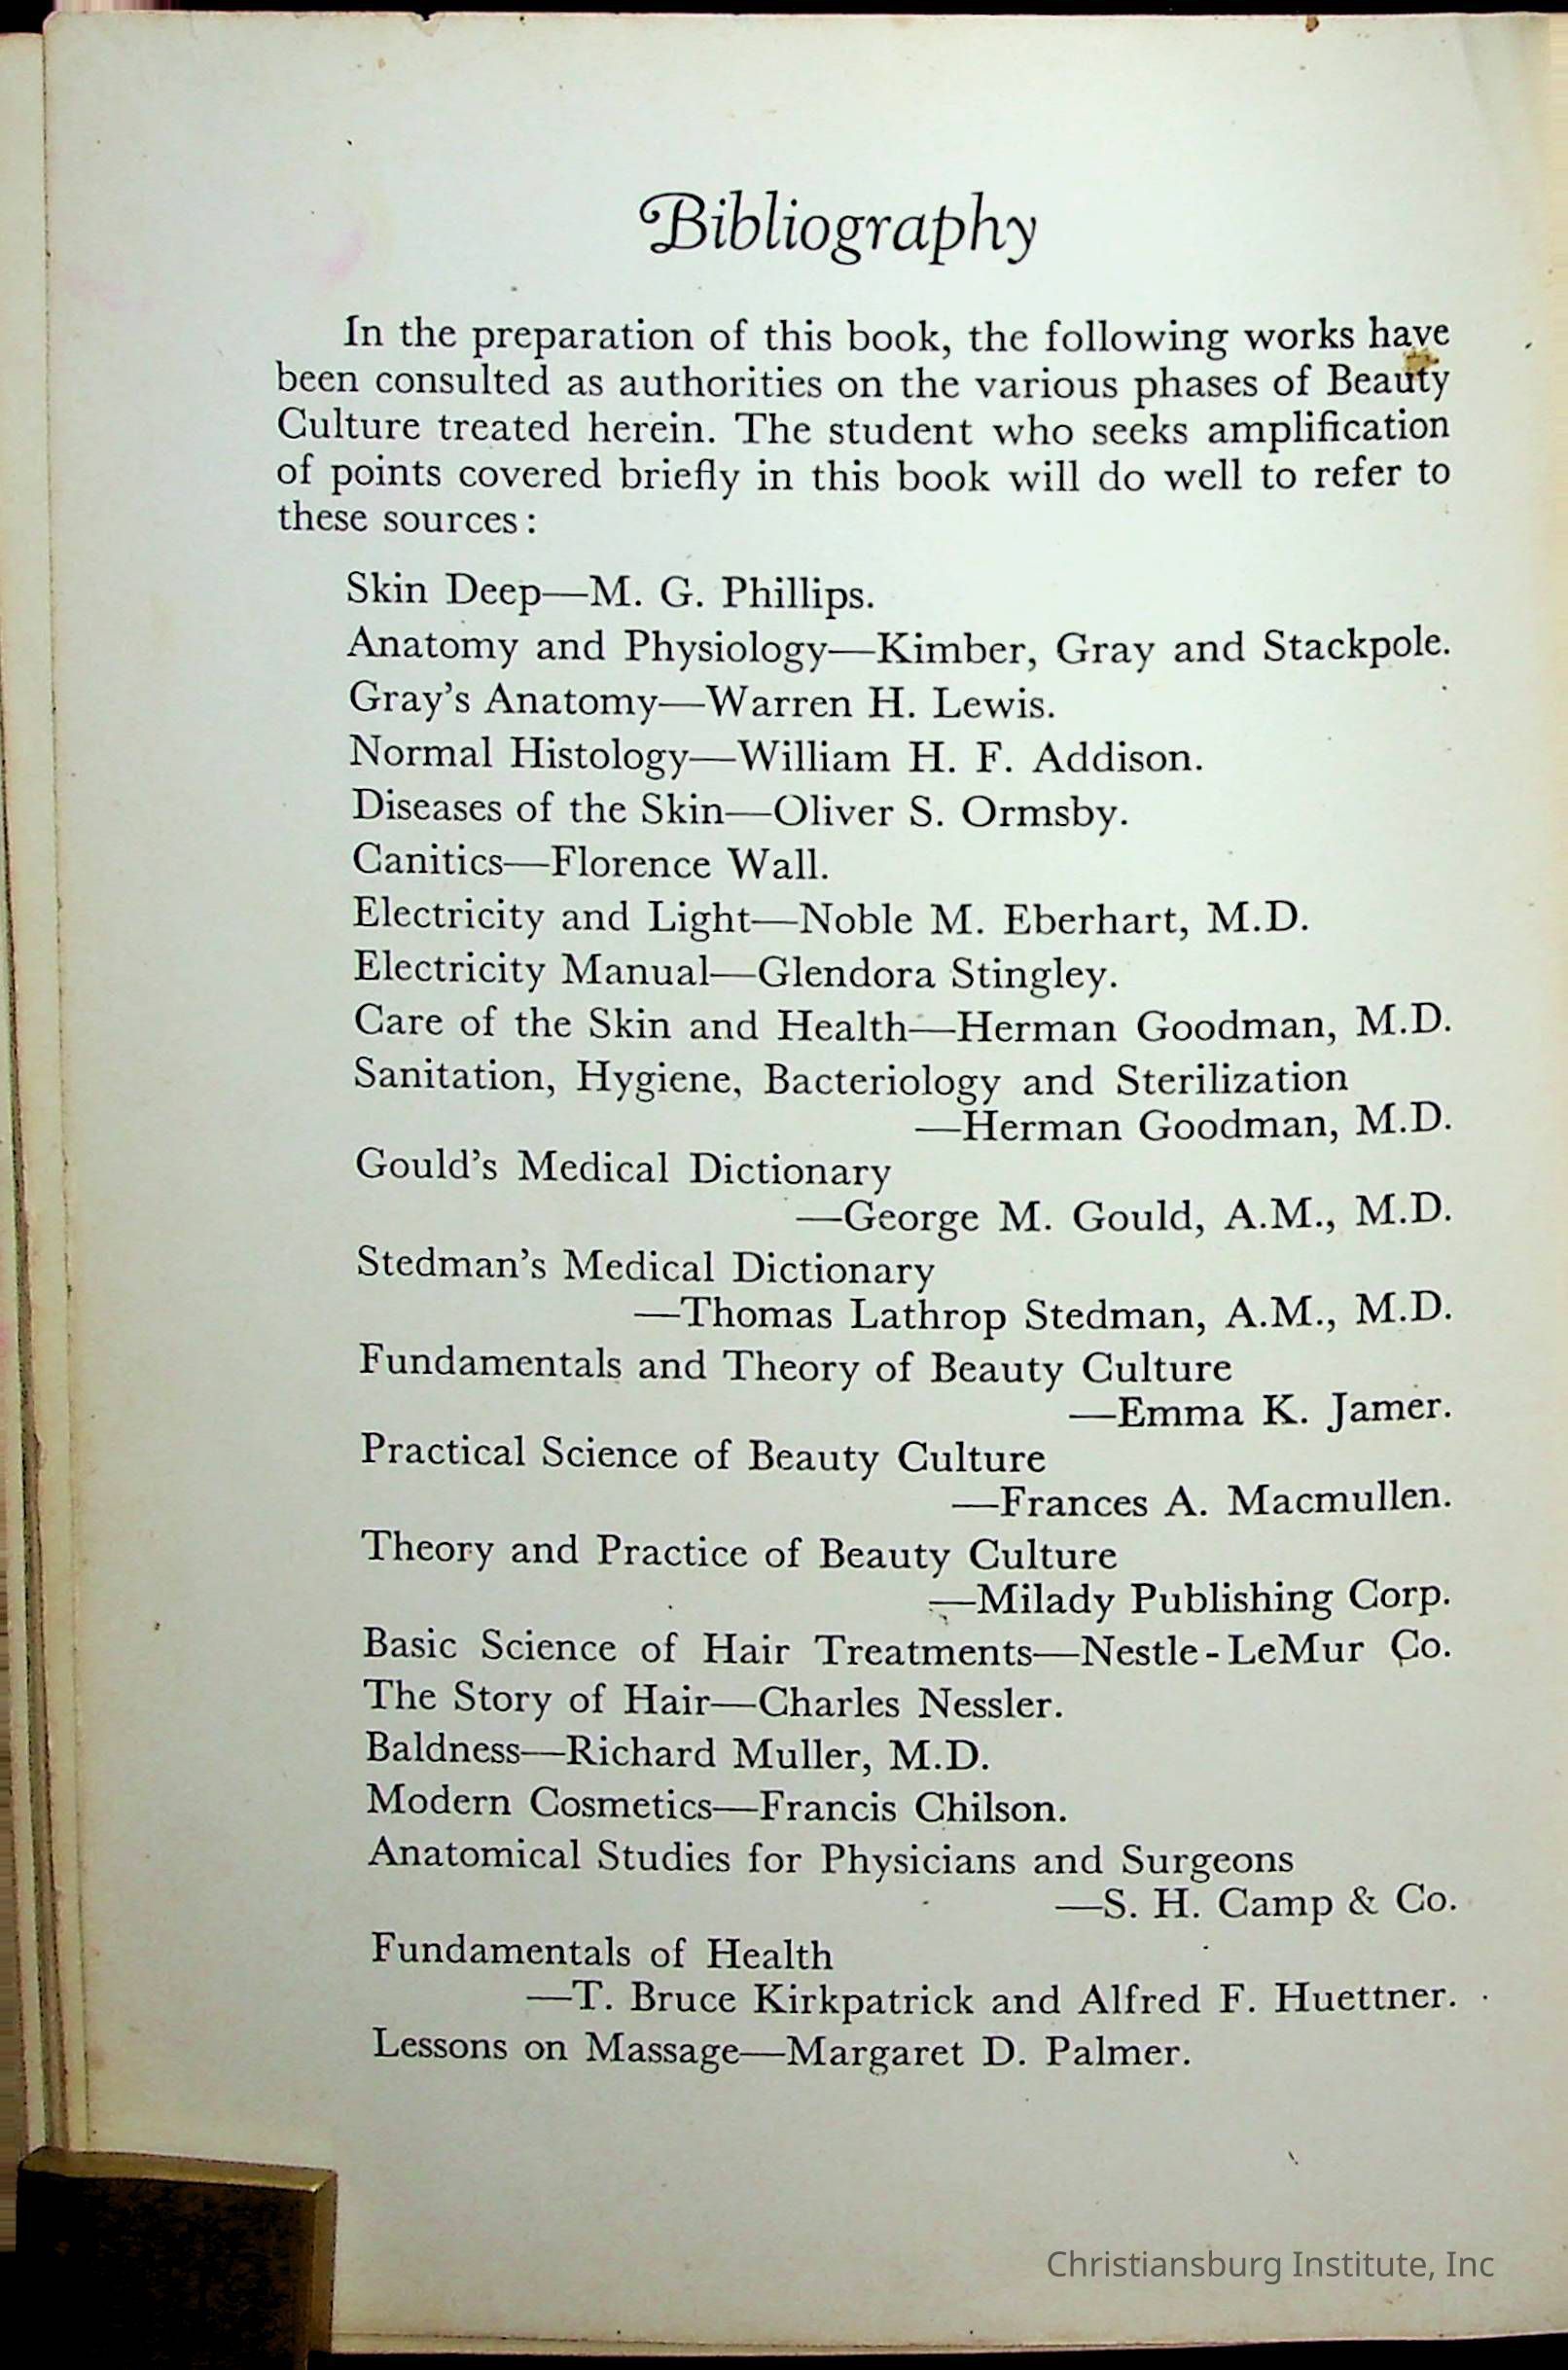 Bibliography
In the preparation of this book, the following works have
been consulted as authorities on the various phases of Beauty
Culture treated herein. The student who seeks amplification
of points covered briefly in this book will do well to refer to
these sources:
Skin Deep—M. G. Phillips.
Anatomy and Physiology—Kimber, Gray and Stackpole.
Gray's Anatomy—Warren H. Lewis.
Normal Histology—William H. F. Addison.
Diseases of the Skin—Oliver S. Ormsby.
Canitics—Florence Wall.
Electricity and Light—Noble M. Eberhart, M.D.
Electricity Manual—Glendora Stingley.
Care of the Skin and Health—Herman Goodman, M.D.
Sanitation, Hygiene, Bacteriology and Sterilization
—Herman Goodman, M.D.
Gould's Medical Dictionary
—George M. Gould, A.M., M.D.
Stedman's Medical Dictionary
—Thomas Lathrop Stedman, A.M., M.D.
Fundamentals and Theory of Beauty Culture
—Emma K. Jamer.
Practical Science of Beauty Culture
—Frances A. Macmullen.
Theory and Practice of Beauty Culture
—Milady Publishing Corp.
Basic Science of Hair Treatments—Nestle-LeMur Co.
The Story of Hair—Charles Nessler.
Baldness—Richard Muller, M.D.
Modern Cosmetics—Francis Chilson.
Anatomical Studies for Physicians and Surgeons
—S. H. Camp & Co.
Fundamentals of Health
—T. Bruce Kirkpatrick and Alfred F. Huettner.
Lessons on Massage—Margaret D. Palmer.
Christiansburg Institute, Inc